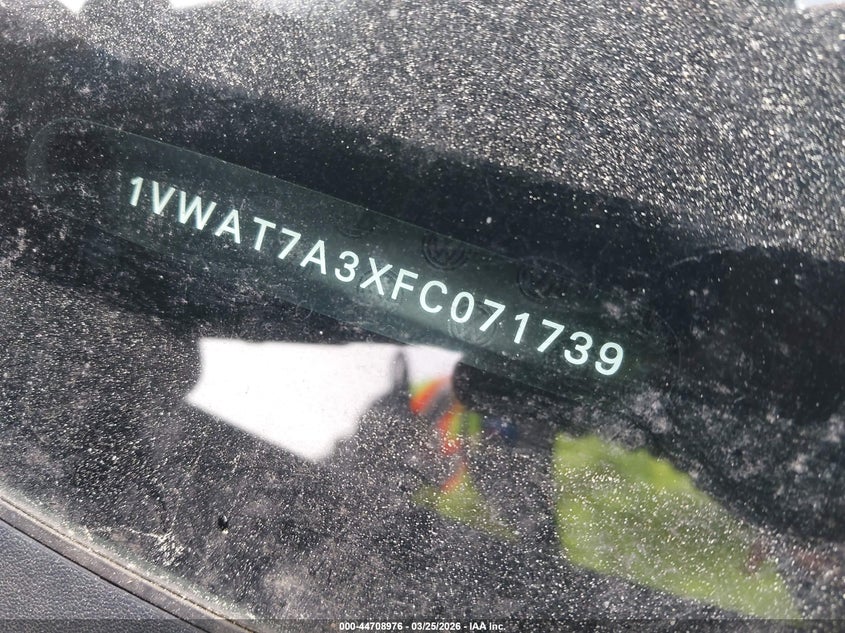 1VWAT7A3XFC071739
000-44708976 — 03/25/2026 — IAA Inc.